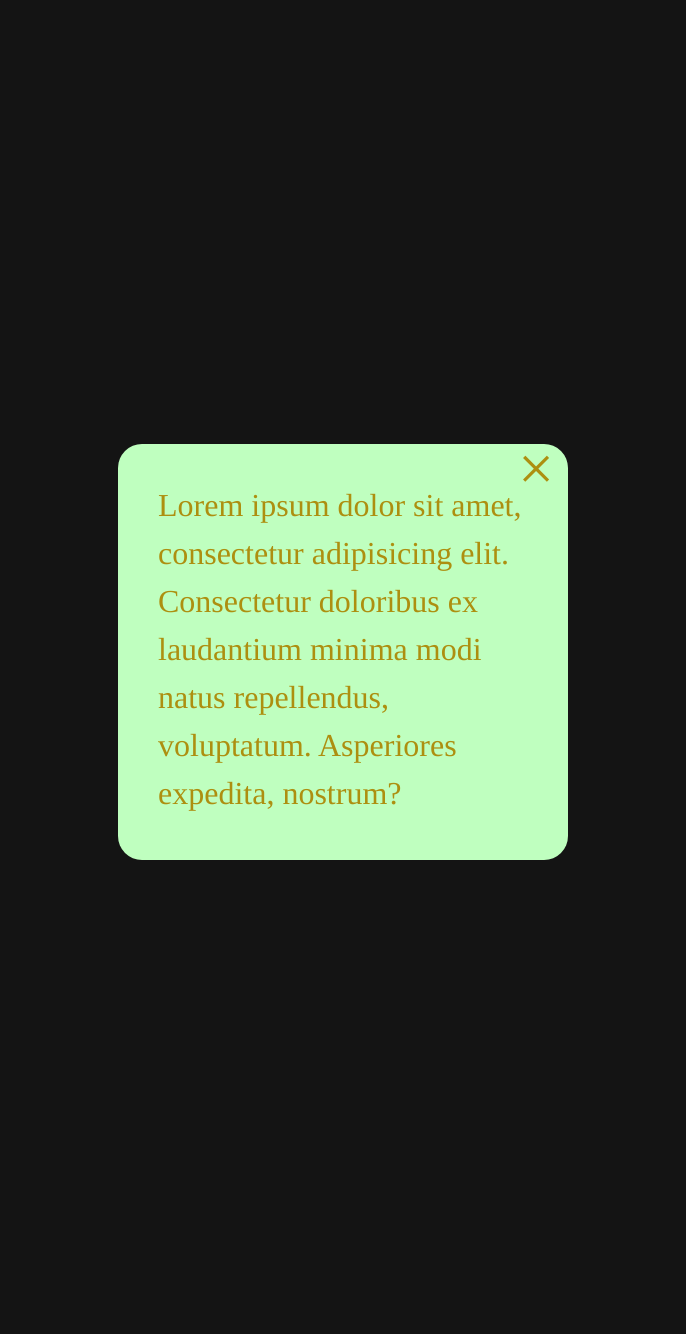 Lorem ipsum dolor sit amet,
consectetur adipisicing elit.
Consectetur doloribus ex
laudantium minima modi
natus repellendus,
voluptatum. Asperiores
expedita, nostrum?